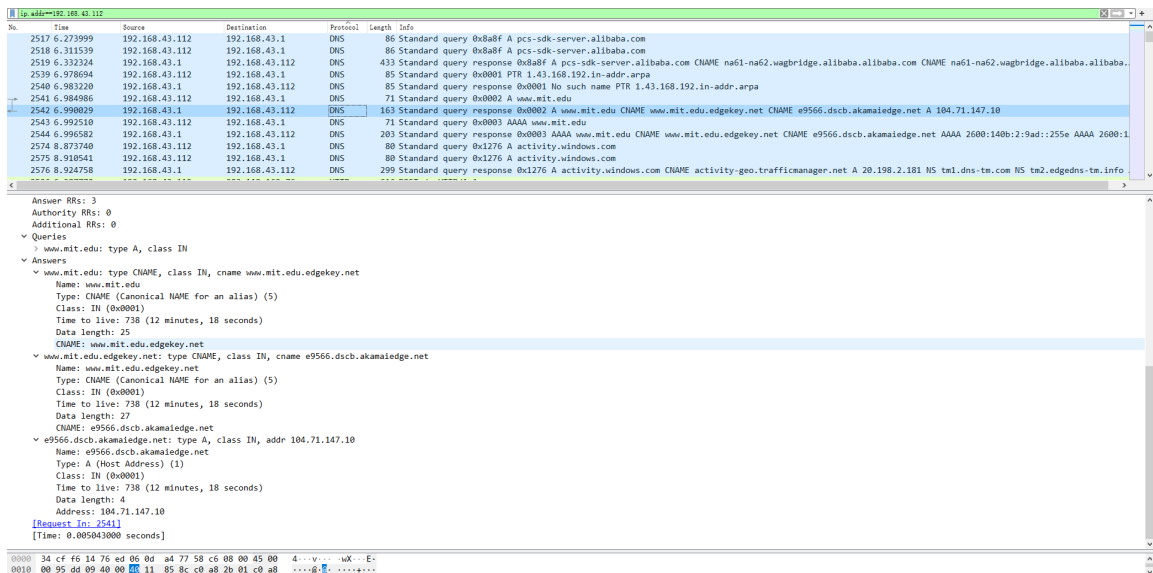 ip.addr==192.168.43.112
No. Time Source Destination Protocol Length Info
2517 6.273999 192.168.43.112 192.168.43.1 DNS 86 Standard query 0x8a8f A pcs-sdk-server.alibaba.com
2518 6.311539 192.168.43.112 192.168.43.1 DNS 86 Standard query 0x8a8f A pcs-sdk-server.alibaba.com
2519 6.332324 192.168.43.1 192.168.43.112 DNS 433 Standard query response 0x8a8f A pcs-sdk-server.alibaba.com CNAME na61-na62.wagbridge.alibaba.alibaba.com CNAME na61-na62.wagbridge.alibaba.alibaba..
2539 6.978694 192.168.43.112 192.168.43.1 DNS 85 Standard query 0x0001 PTR 1.43.168.192.in-addr.arpa
2540 6.983220 192.168.43.1 192.168.43.112 DNS 85 Standard query response 0x0001 No such name PTR 1.43.168.192.in-addr.arpa
2541 6.984986 192.168.43.112 192.168.43.1 DNS 71 Standard query 0x0002 A www.mit.edu
2542 6.990029 192.168.43.1 192.168.43.112 DNS 163 Standard query response 0x0002 A www.mit.edu CNAME www.mit.edu.edgekey.net CNAME e9566.dscb.akamaiedge.net A 104.71.147.10
2543 6.992510 192.168.43.112 192.168.43.1 DNS 71 Standard query 0x0003 AAAA www.mit.edu
2544 6.996582 192.168.43.1 192.168.43.112 DNS 203 Standard query response 0x0003 AAAA www.mit.edu CNAME www.mit.edu.edgekey.net CNAME e9566.dscb.akamaiedge.net AAAA 2600:140b:2:9ad::255e AAAA 2600:1.
2574 8.873740 192.168.43.112 192.168.43.1 DNS 80 Standard query 0x1276 A activity.windows.com
2575 8.910541 192.168.43.112 192.168.43.1 DNS 80 Standard query 0x1276 A activity.windows.com
2576 8.924758 192.168.43.1 192.168.43.112 DNS 299 Standard query response 0x1276 A activity.windows.com CNAME activity-geo.trafficmanager.net A 20.198.2.181 NS tm1.dns-tm.com NS tm2.edgedns-tm.info
Answer RRs: 3
Authority RRs: 0
Additional RRs: 0
Queries
www.mit.edu: type A, class IN
Answers
www.mit.edu: type CNAME, class IN, cname www.mit.edu.edgekey.net
Name: www.mit.edu
Type: CNAME (Canonical NAME for an alias) (5)
Class: IN (0x0001)
Time to live: 738 (12 minutes, 18 seconds)
Data length: 25
CNAME: www.mit.edu.edgekey.net
www.mit.edu.edgekey.net: type CNAME, class IN, cname e9566.dscb.akamaiedge.net
Name: www.mit.edu.edgekey.net
Type: CNAME (Canonical NAME for an alias) (5)
Class: IN (0x0001)
Time to live: 738 (12 minutes, 18 seconds)
Data length: 27
CNAME: e9566.dscb.akamaiedge.net
e9566.dscb.akamaiedge.net: type A, class IN, addr 104.71.147.10
Name: e9566.dscb.akamaiedge.net
Type: A (Host Address) (1)
Class: IN (0x0001)
Time to live: 738 (12 minutes, 18 seconds)
Data length: 4
Address: 104.71.147.10
[Request In: 2541]
[Time: 0.005043000 seconds]
0000 34 cf f6 14 76 ed 06 0d a4 77 58 c6 08 00 45 00 4···v··· ·wX···E·
0010 00 95 dd 09 40 00 40 11 85 8c c0 a8 2b 01 c0 a8 ····@·@· ····+···